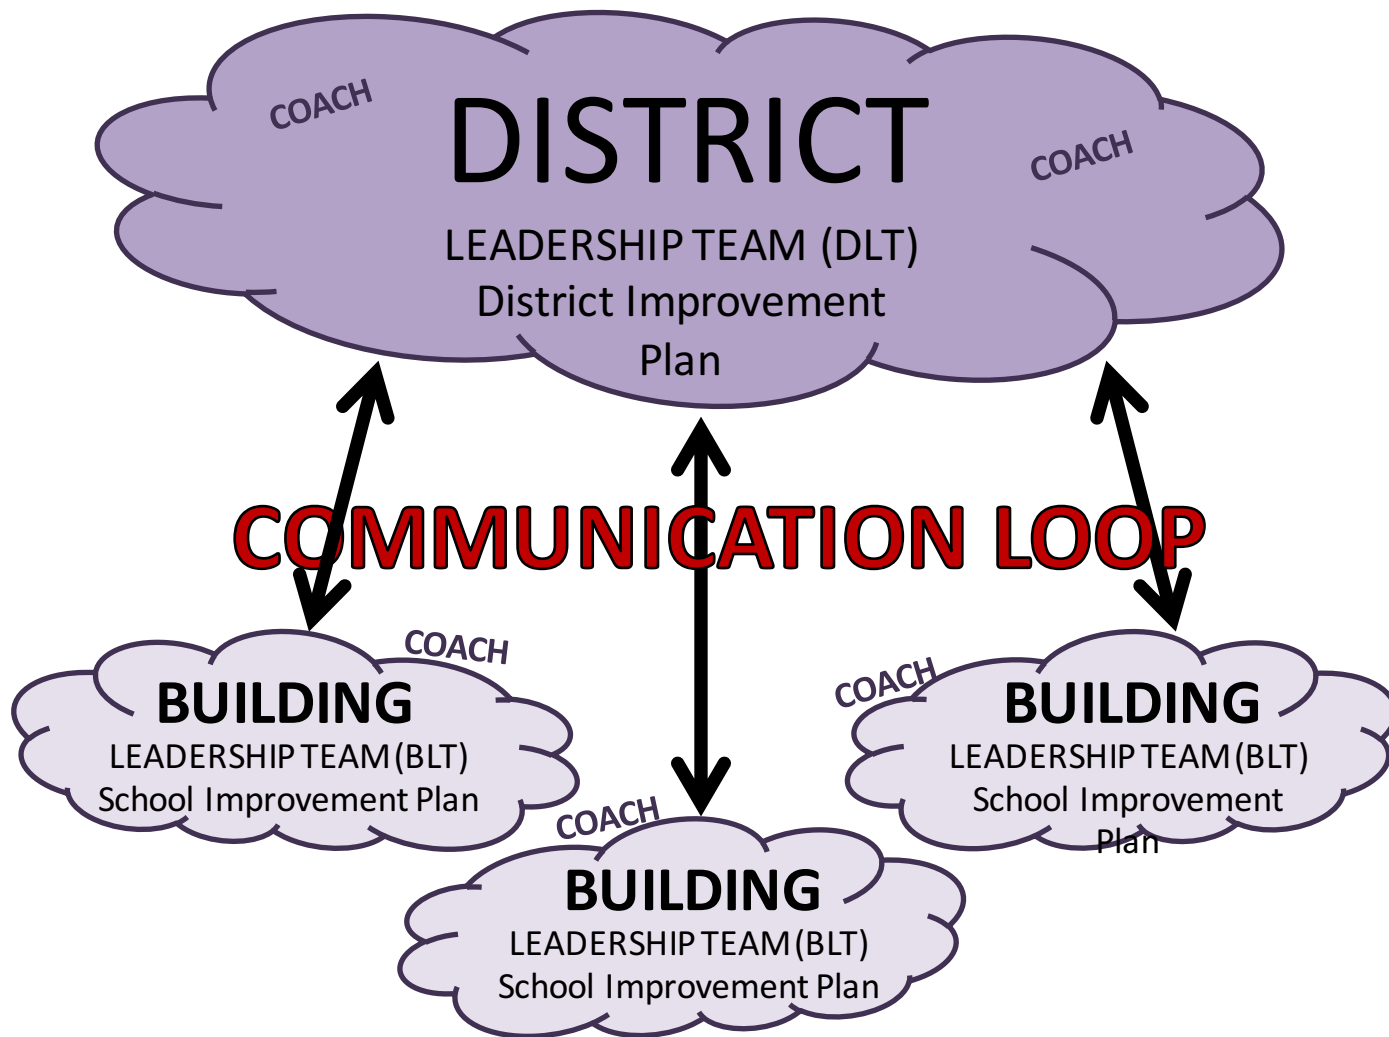 COACH
DISTRICT
COACH
LEADERSHIP TEAM (DLT)
District Improvement
Plan
COMMUNICATION LOOP
COACH
BUILDING
LEADERSHIP TEAM (BLT)
School Improvement Plan
COACH
BUILDING
LEADERSHIP TEAM (BLT)
School Improvement
Plan
COACH
BUILDING
LEADERSHIP TEAM (BLT)
School Improvement Plan